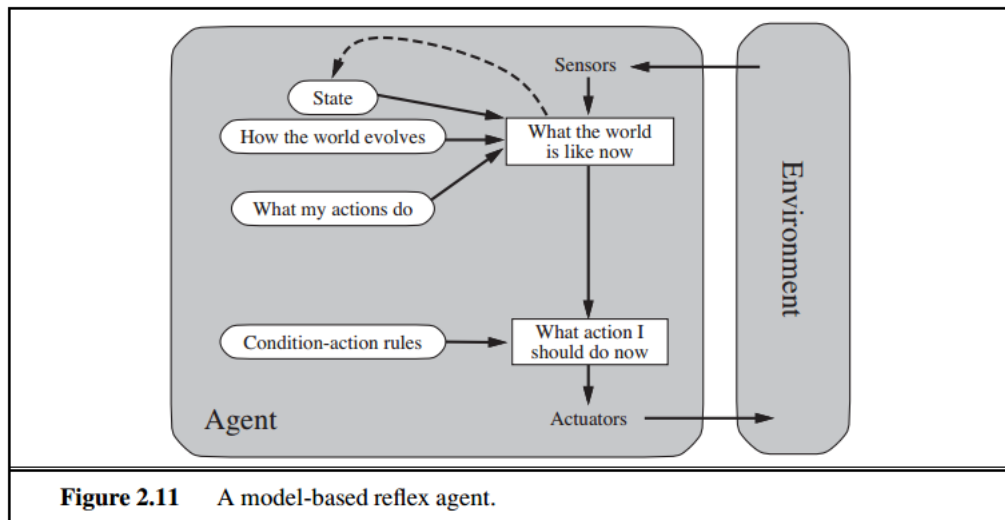 Sensors
State
What the world
is like now
How the world evolves
What my actions do
Condition-action rules
What action I
should do now
Agent
Actuators
Environment
Figure 2.11 A model-based reflex agent.